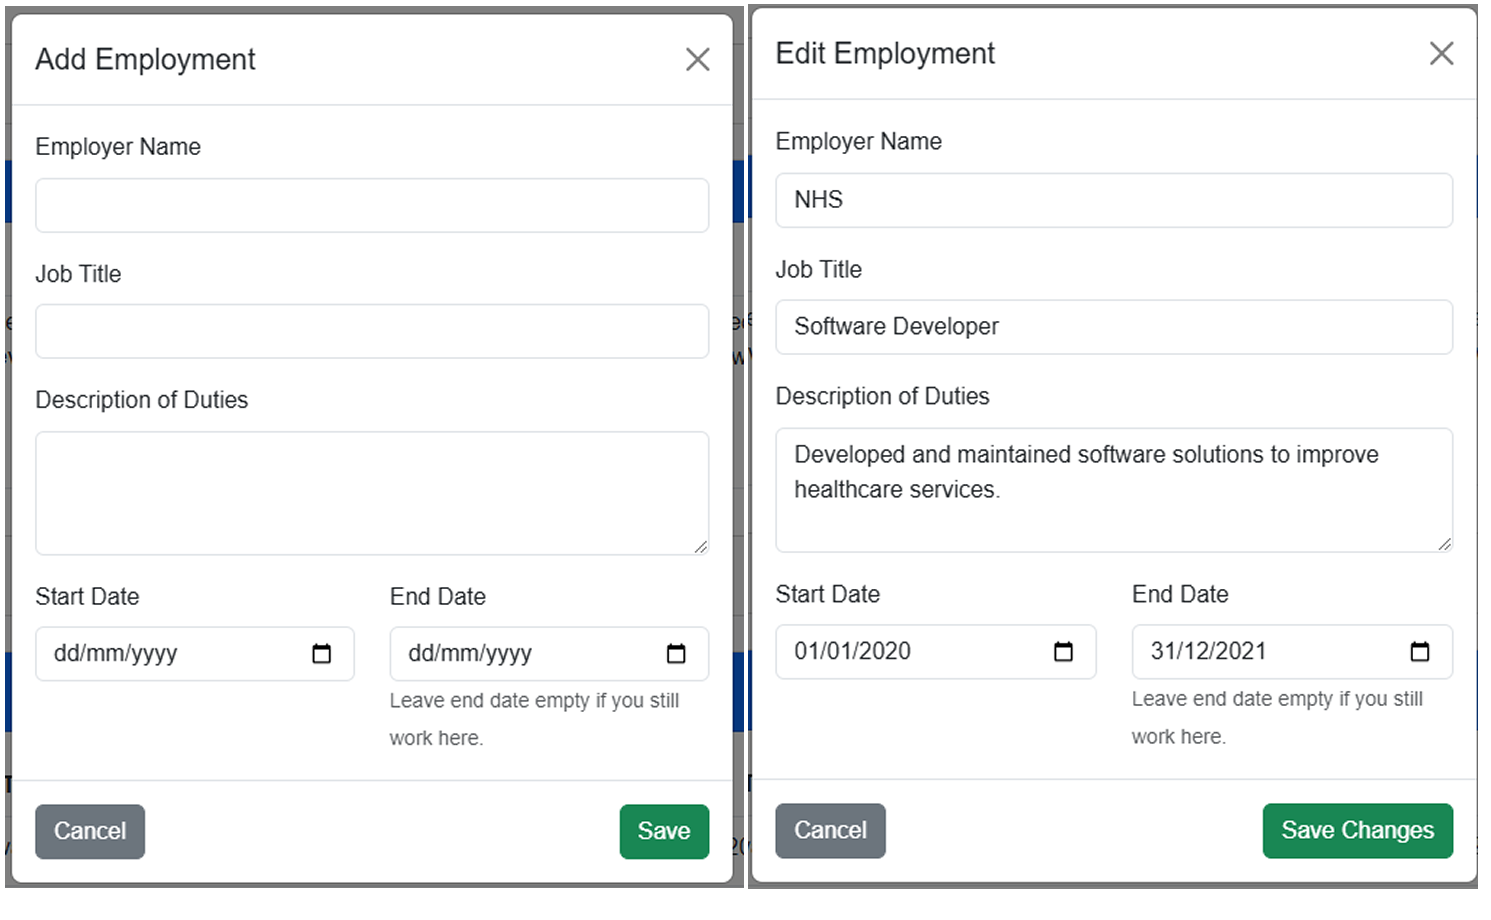 Add Employment
Employer Name
Job Title
Description of Duties
Start Date End Date
dd/mm/yyyy dd/mm/yyyy
Leave end date empty if you still
work here.
Cancel Save
Edit Employment
Employer Name
NHS
Job Title
Software Developer
Description of Duties
Developed and maintained software solutions to improve
healthcare services.
Start Date End Date
01/01/2020 31/12/2021
Leave end date empty if you still
work here.
Cancel Save Changes